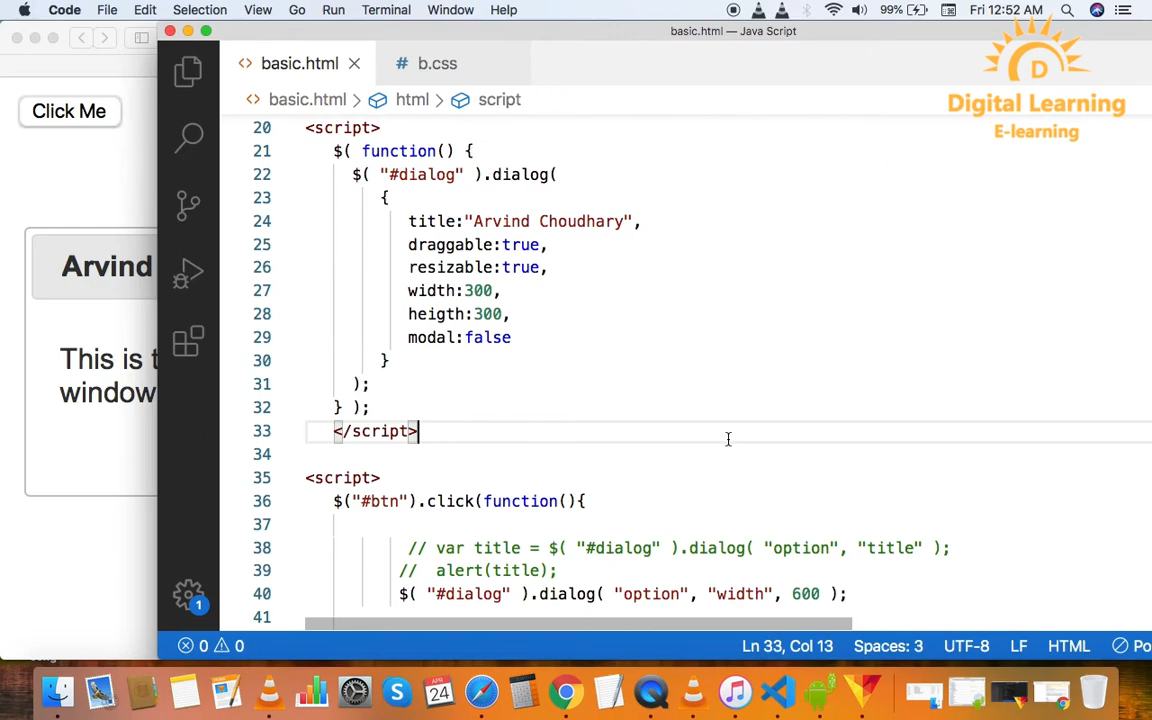 Code File Edit Selection View Go Run Terminal Window Help 99% Fri 12:52 AM
basic.html — Java Script
basic.html b.css
basic.html > html > script
D
Digital Learning
E-learning
Click Me
Arvind
This is t
window
20 <script>
21 $( function() {
22 $( "#dialog" ).dialog(
23 {
24 title:"Arvind Choudhary",
25 draggable:true,
26 resizable:true,
27 width:300,
28 heigth:300,
29 modal:false
30 }
31 );
32 } );
33 </script>
34
35 <script>
36 $("#btn").click(function(){
37
38 // var title = $( "#dialog" ).dialog( "option", "title" );
39 // alert(title);
40 $( "#dialog" ).dialog( "option", "width", 600 );
41
1
0 0 Ln 33, Col 13 Spaces: 3 UTF-8 LF HTML Po
APR
24